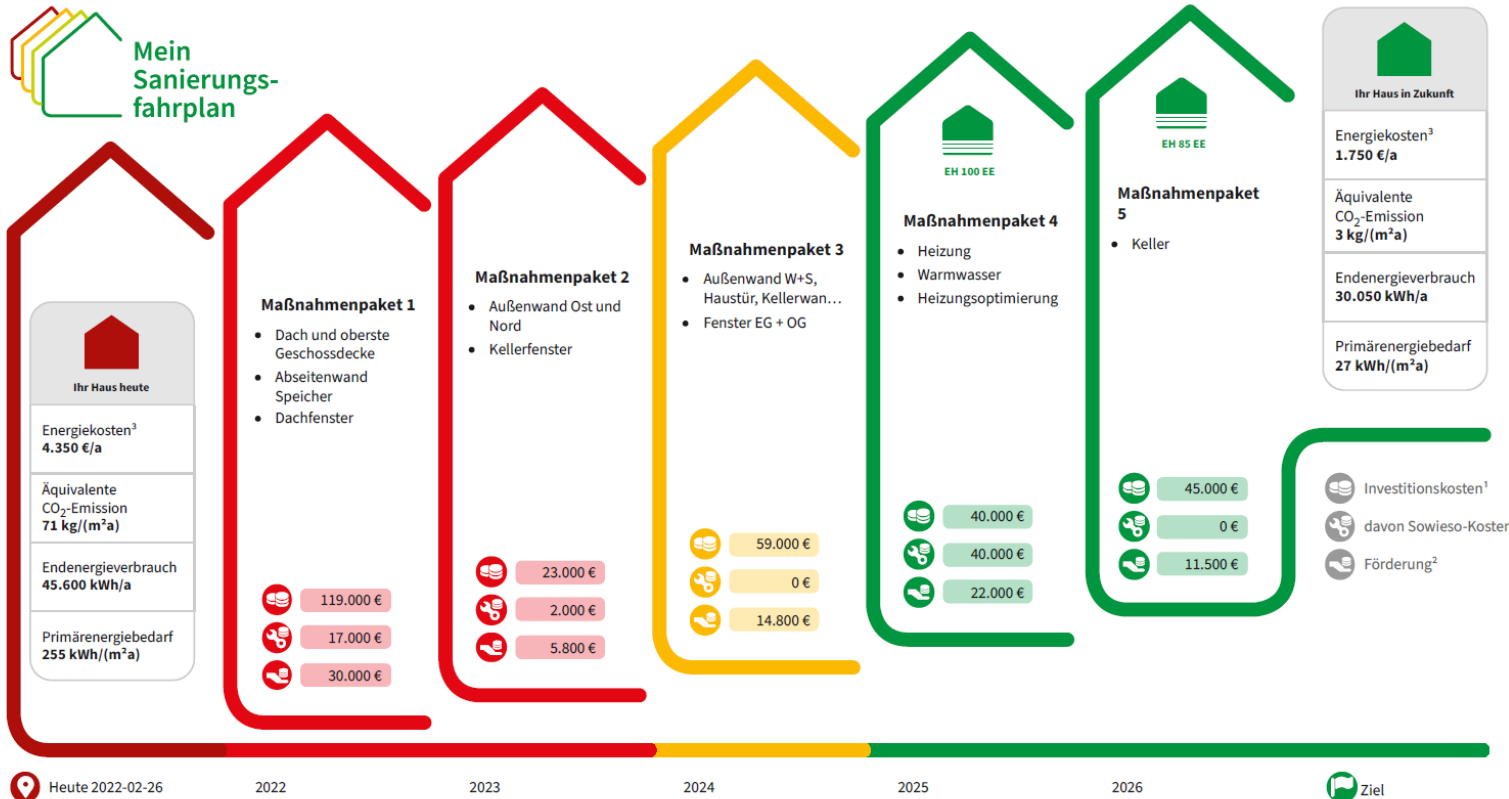 Mein
Sanierungs-
fahrplan
Ihr Haus heute
Energiekosten³
4.350 €/a
Äquivalente
CO₂-Emission
71 kg/(m²a)
Endenergieverbrauch
45.600 kWh/a
Primärenergiebedarf
255 kWh/(m²a)
Maßnahmenpaket 1
• Dach und oberste
Geschossdecke
• Abseitenwand
Speicher
• Dachfenster
119.000 €
17.000 €
30.000 €
Maßnahmenpaket 2
• Außenwand Ost und
Nord
• Kellerfenster
23.000 €
2.000 €
5.800 €
Maßnahmenpaket 3
• Außenwand W+S,
Haustür, Kellerwan…
• Fenster EG + OG
59.000 €
0 €
14.800 €
EH 100 EE
Maßnahmenpaket 4
• Heizung
• Warmwasser
• Heizungsoptimierung
40.000 €
40.000 €
22.000 €
EH 85 EE
Maßnahmenpaket
5
• Keller
45.000 €
0 €
11.500 €
Ihr Haus in Zukunft
Energiekosten³
1.750 €/a
Äquivalente
CO₂-Emission
3 kg/(m²a)
Endenergieverbrauch
30.050 kWh/a
Primärenergiebedarf
27 kWh/(m²a)
Investitionskosten¹
davon Sowieso-Koster
Förderung²
Heute 2022-02-26
2022
2023
2024
2025
2026
Ziel